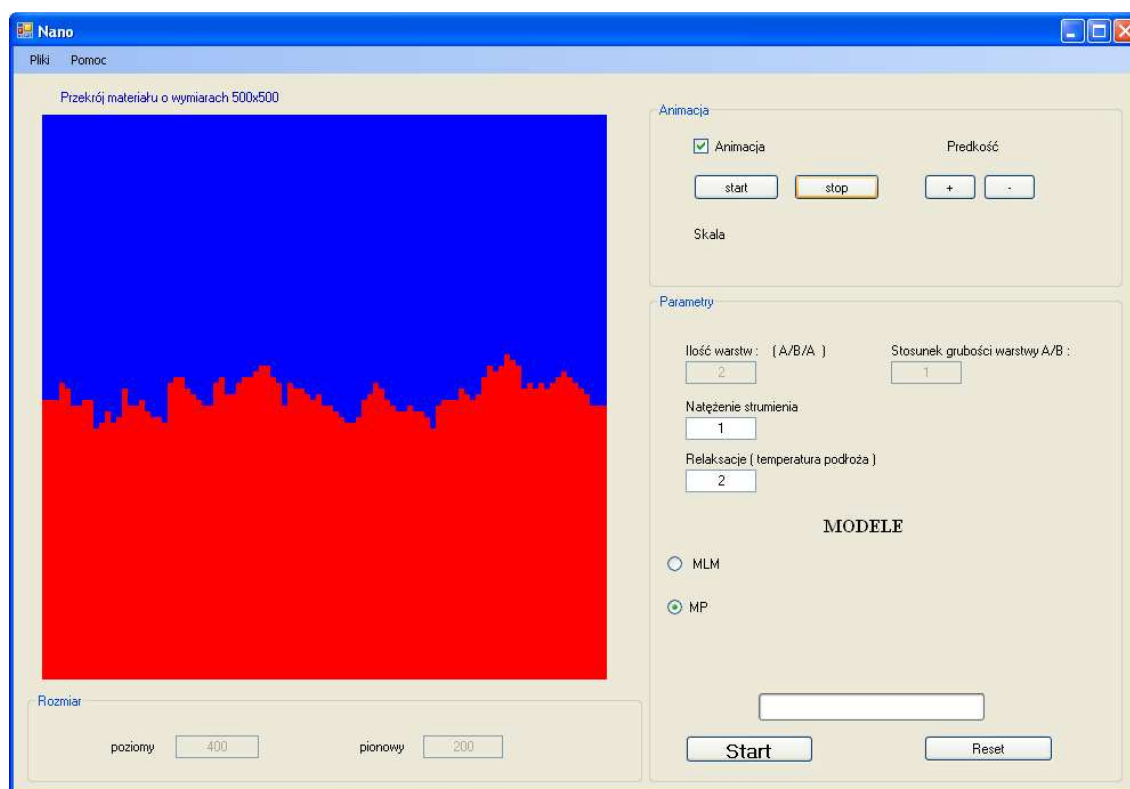 Nano
Pliki Pomoc
Przekrój materiału o wymiarach 500x500
Animacja
Animacja Predkość
start stop + -
Skala
Parametry
Ilość warstw : ( A/B/A ) Stosunek grubości warstwy A/B :
2 1
Natężenie strumienia
1
Relaksacje ( temperatura podłoża )
2
MODELE
MLM
MP
Rozmiar
poziomy 400 pionowy 200
Start Reset